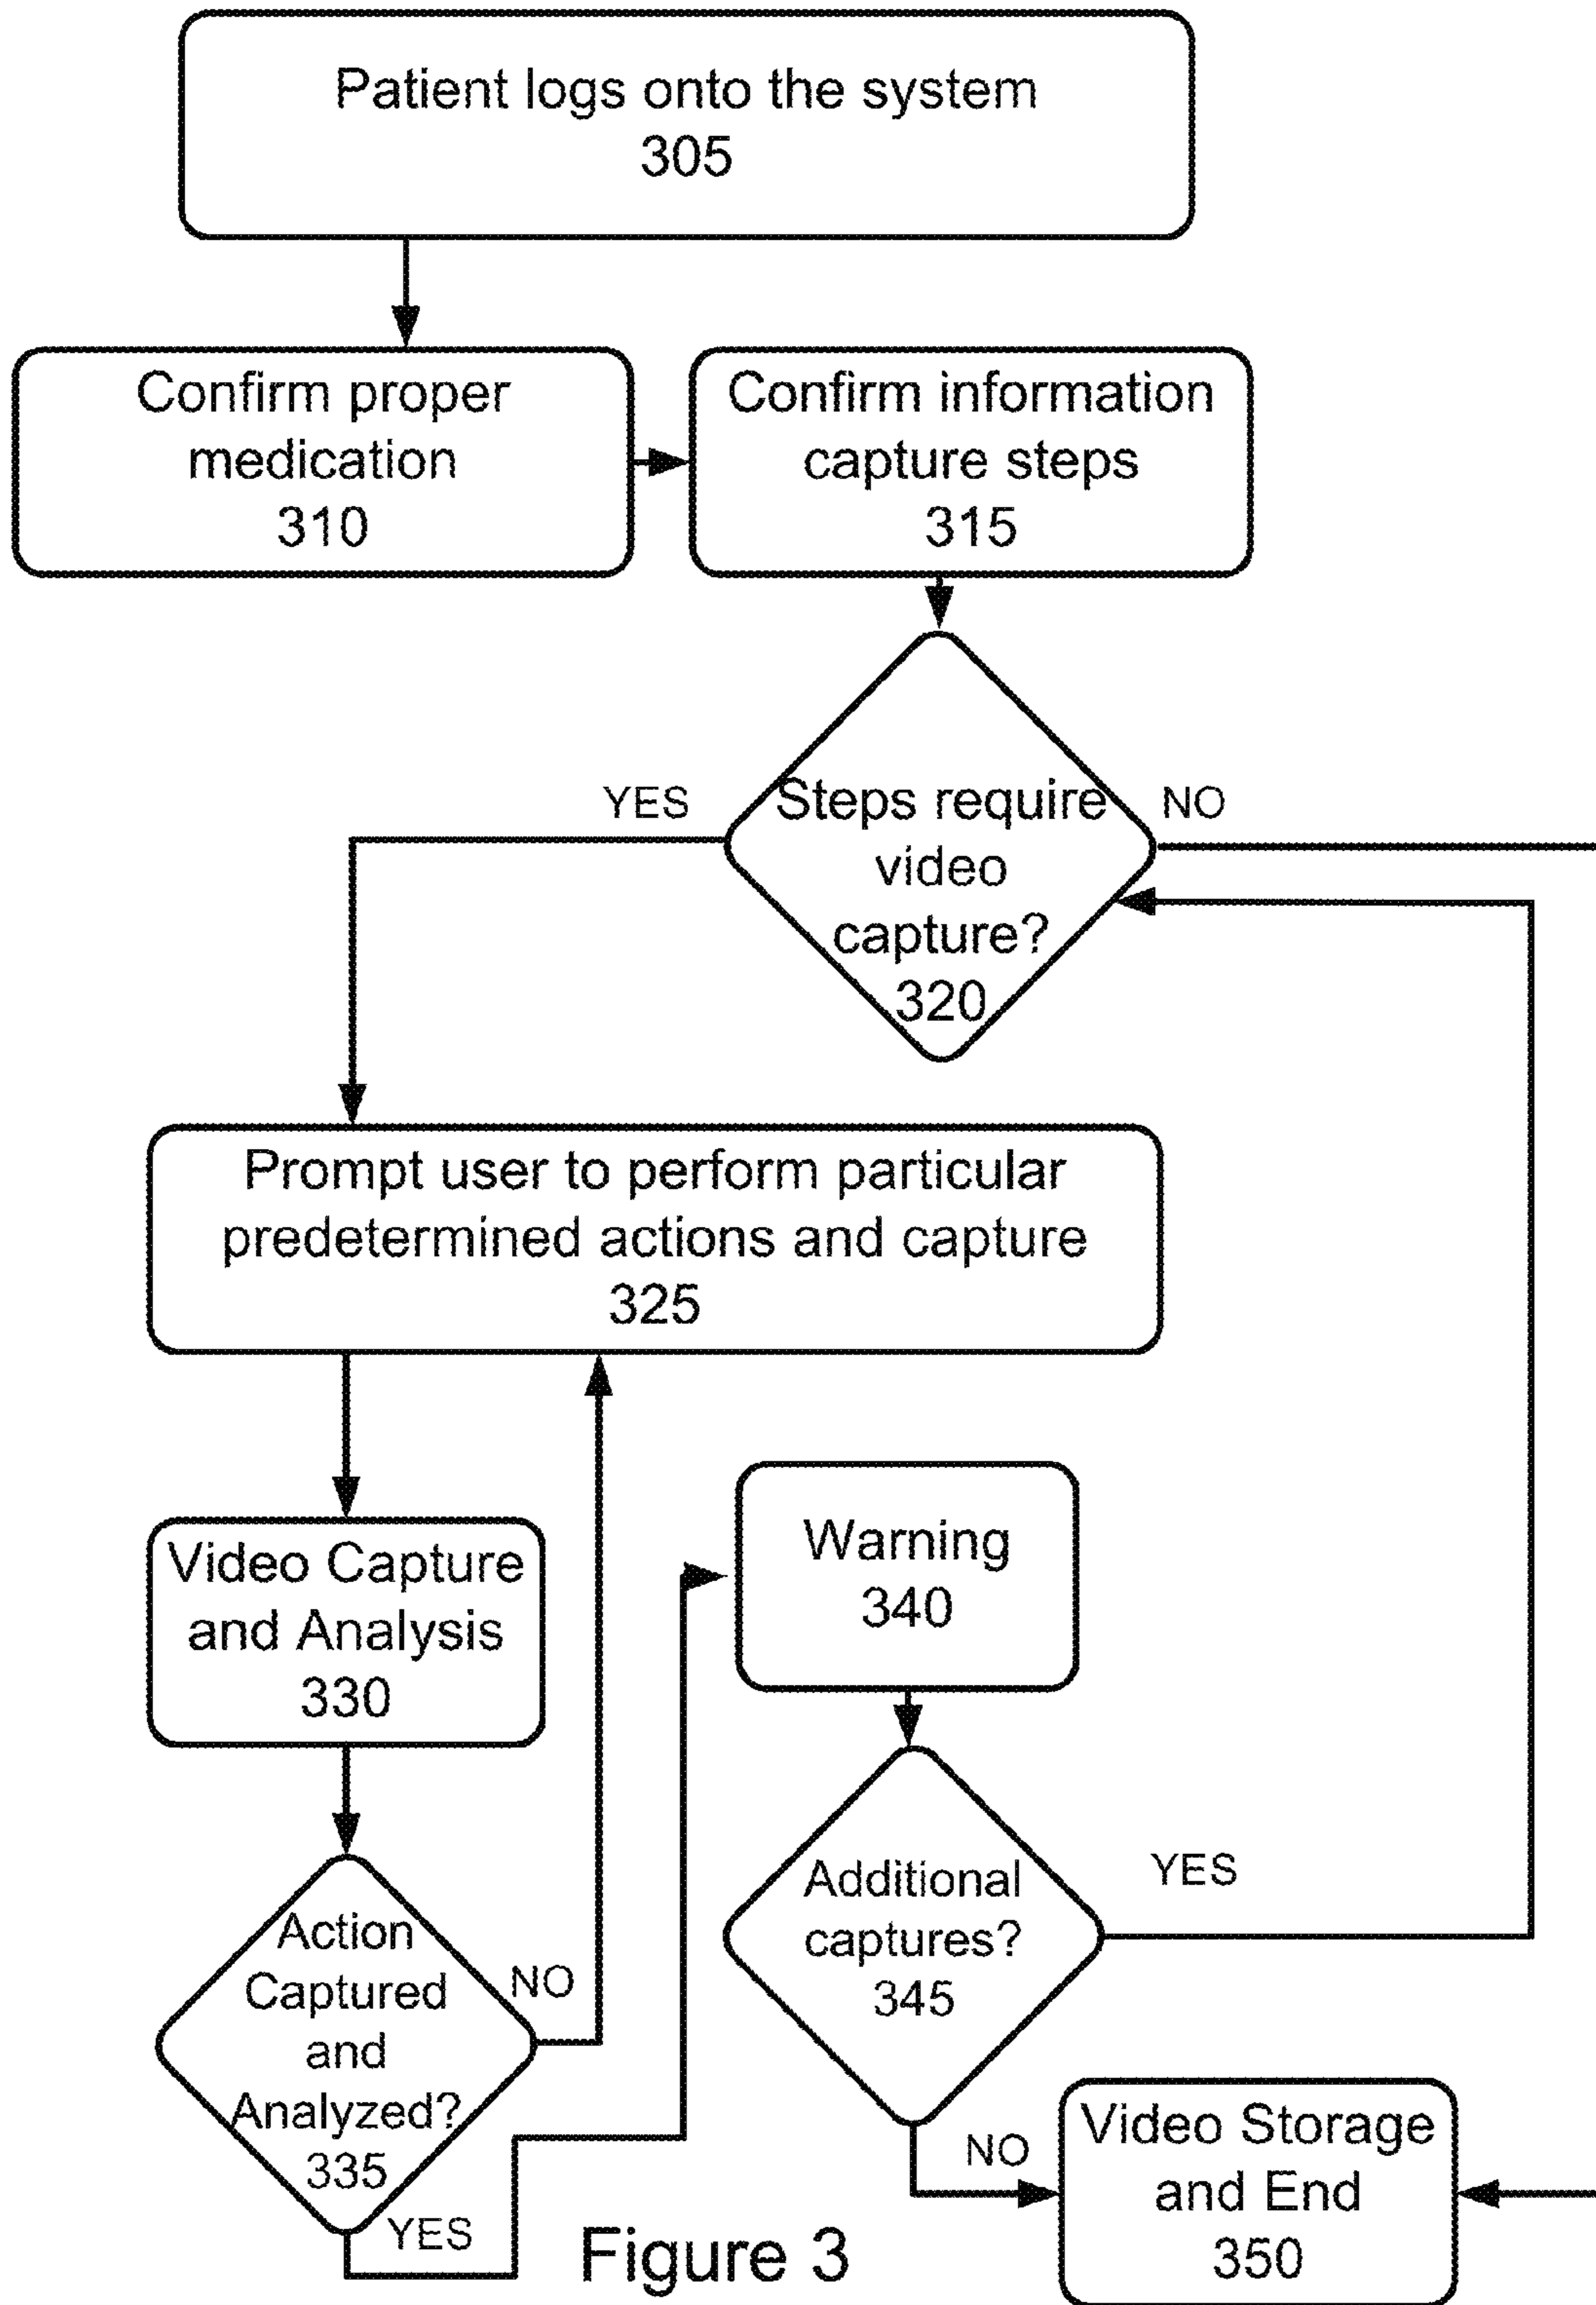 Patient logs onto the system
305
Confirm proper
medication
310
Confirm information
capture steps
315
YES
Steps require
video
capture?
320
NO
Prompt user to perform particular
predetermined actions and capture
325
Video Capture
and Analysis
330
Warning
340
Action
Captured
and
Analyzed?
335
NO
YES
Additional
captures?
345
YES
NO
Video Storage
and End
350
Figure 3